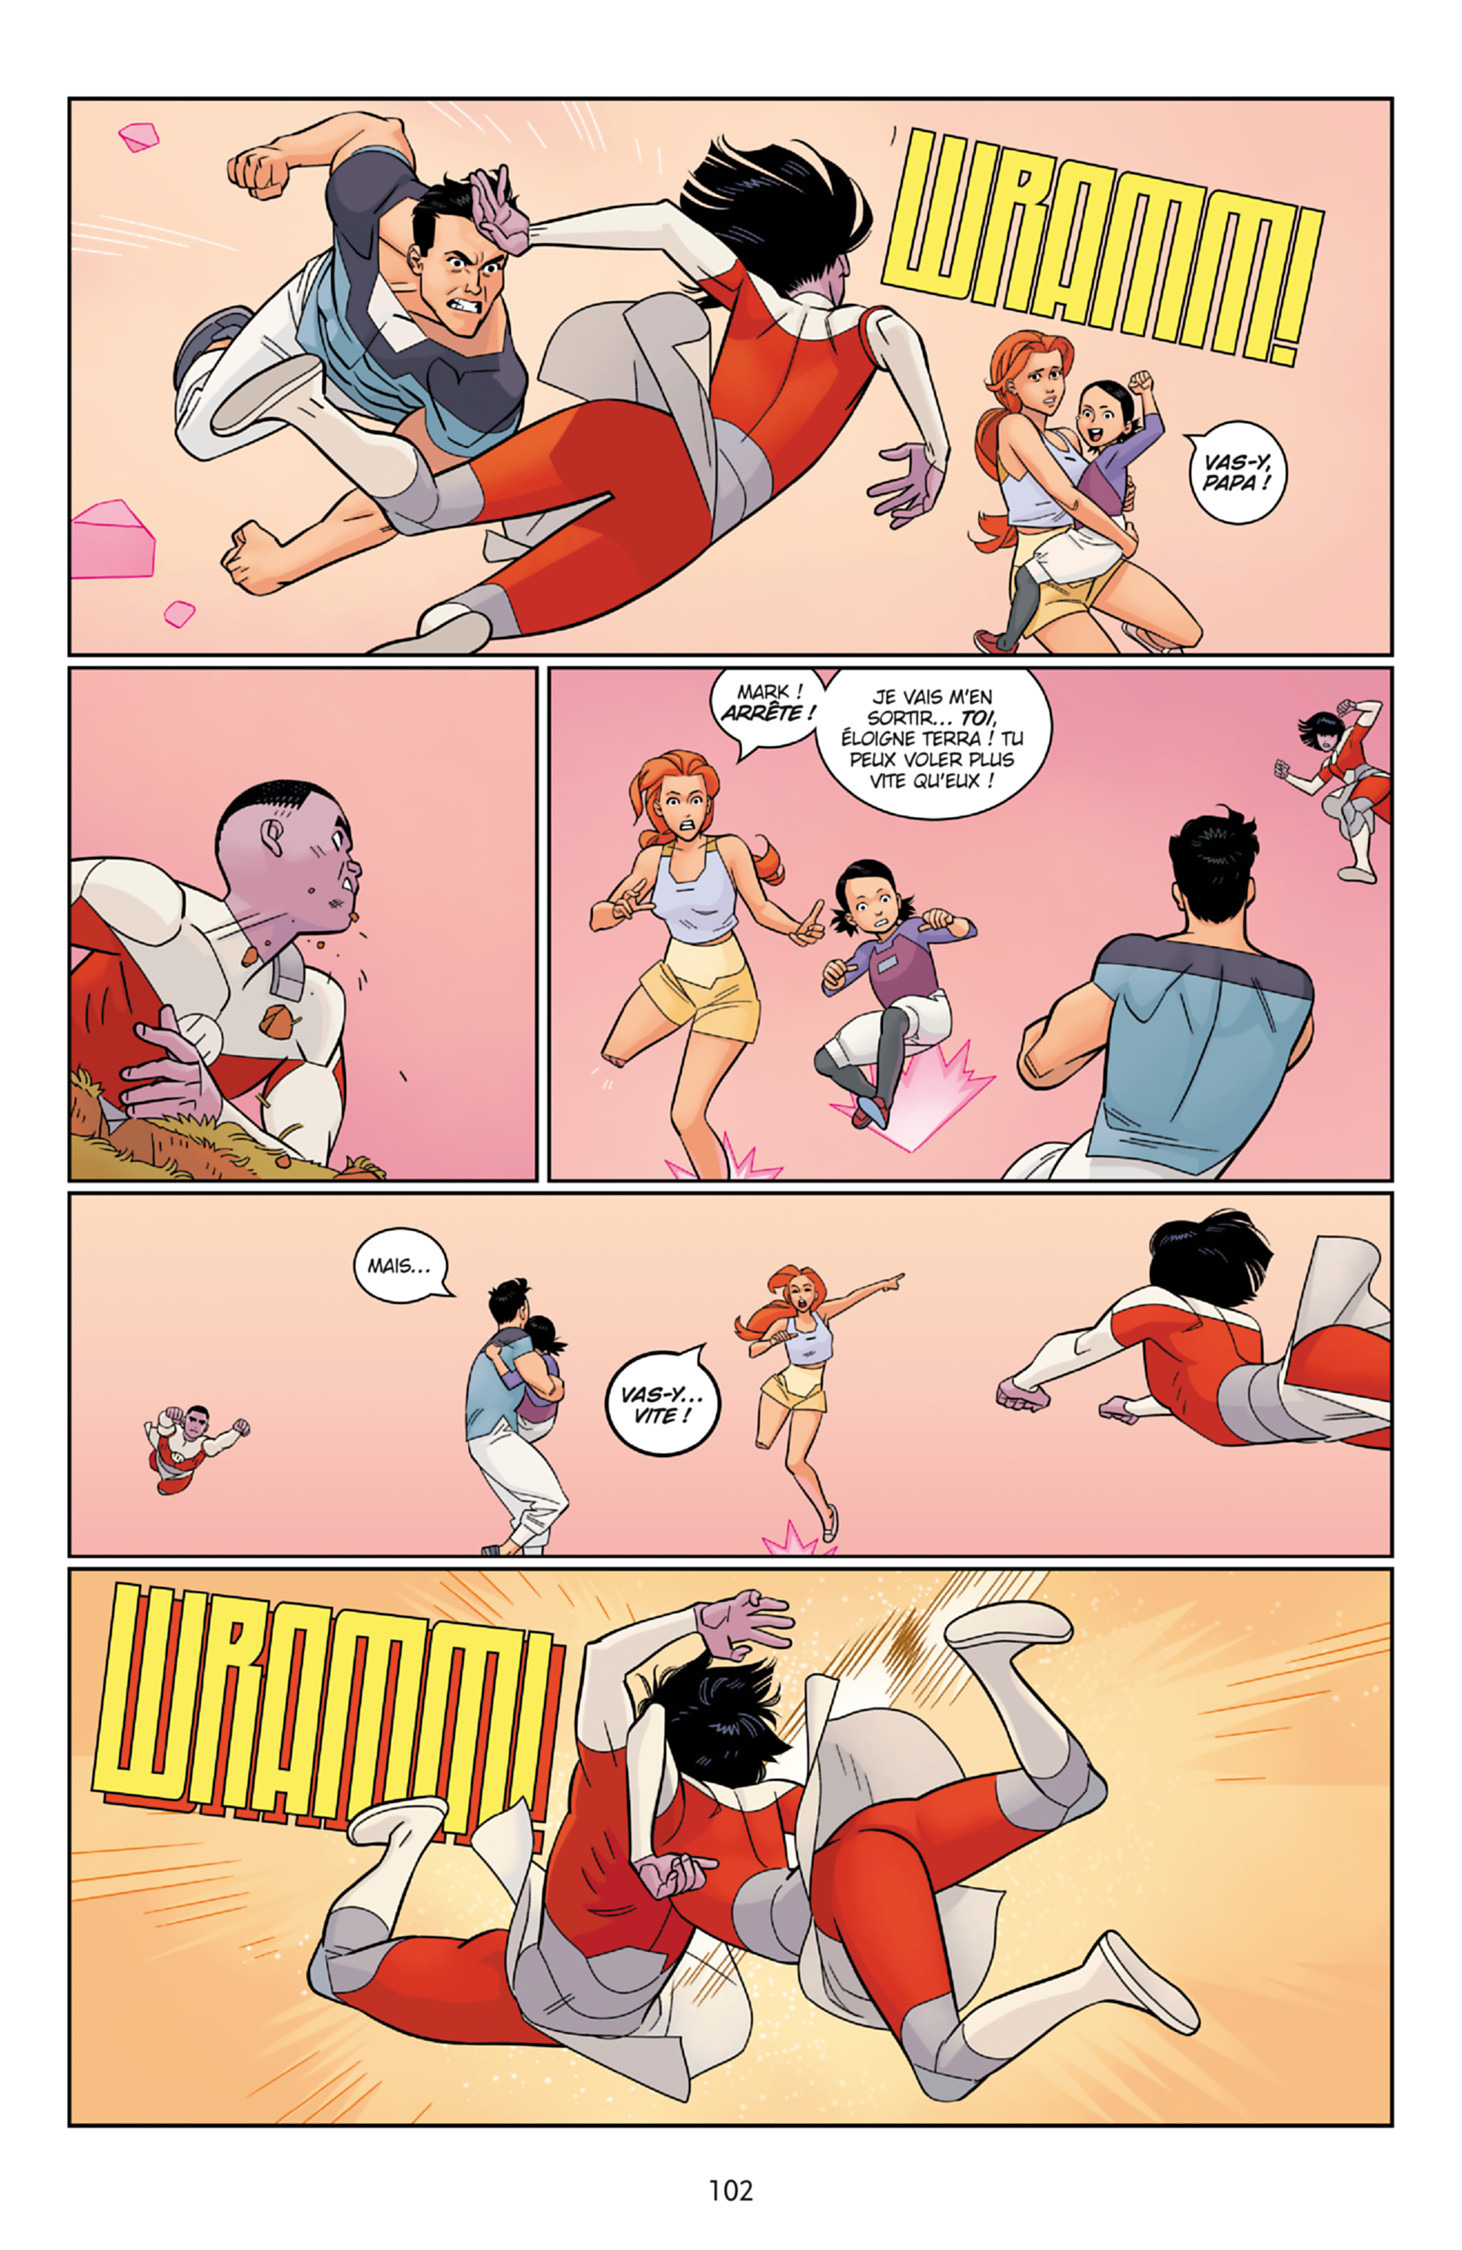 WRAMM!
VAS-Y,
PAPA !
MARK !
ARRÊTE !
JE VAIS M'EN
SORTIR... TOI,
ÉLOIGNE TERRA ! TU
PEUX VOLER PLUS
VITE QU'EUX !
MAIS...
VAS-Y...
VITE !
WRAMM!
102